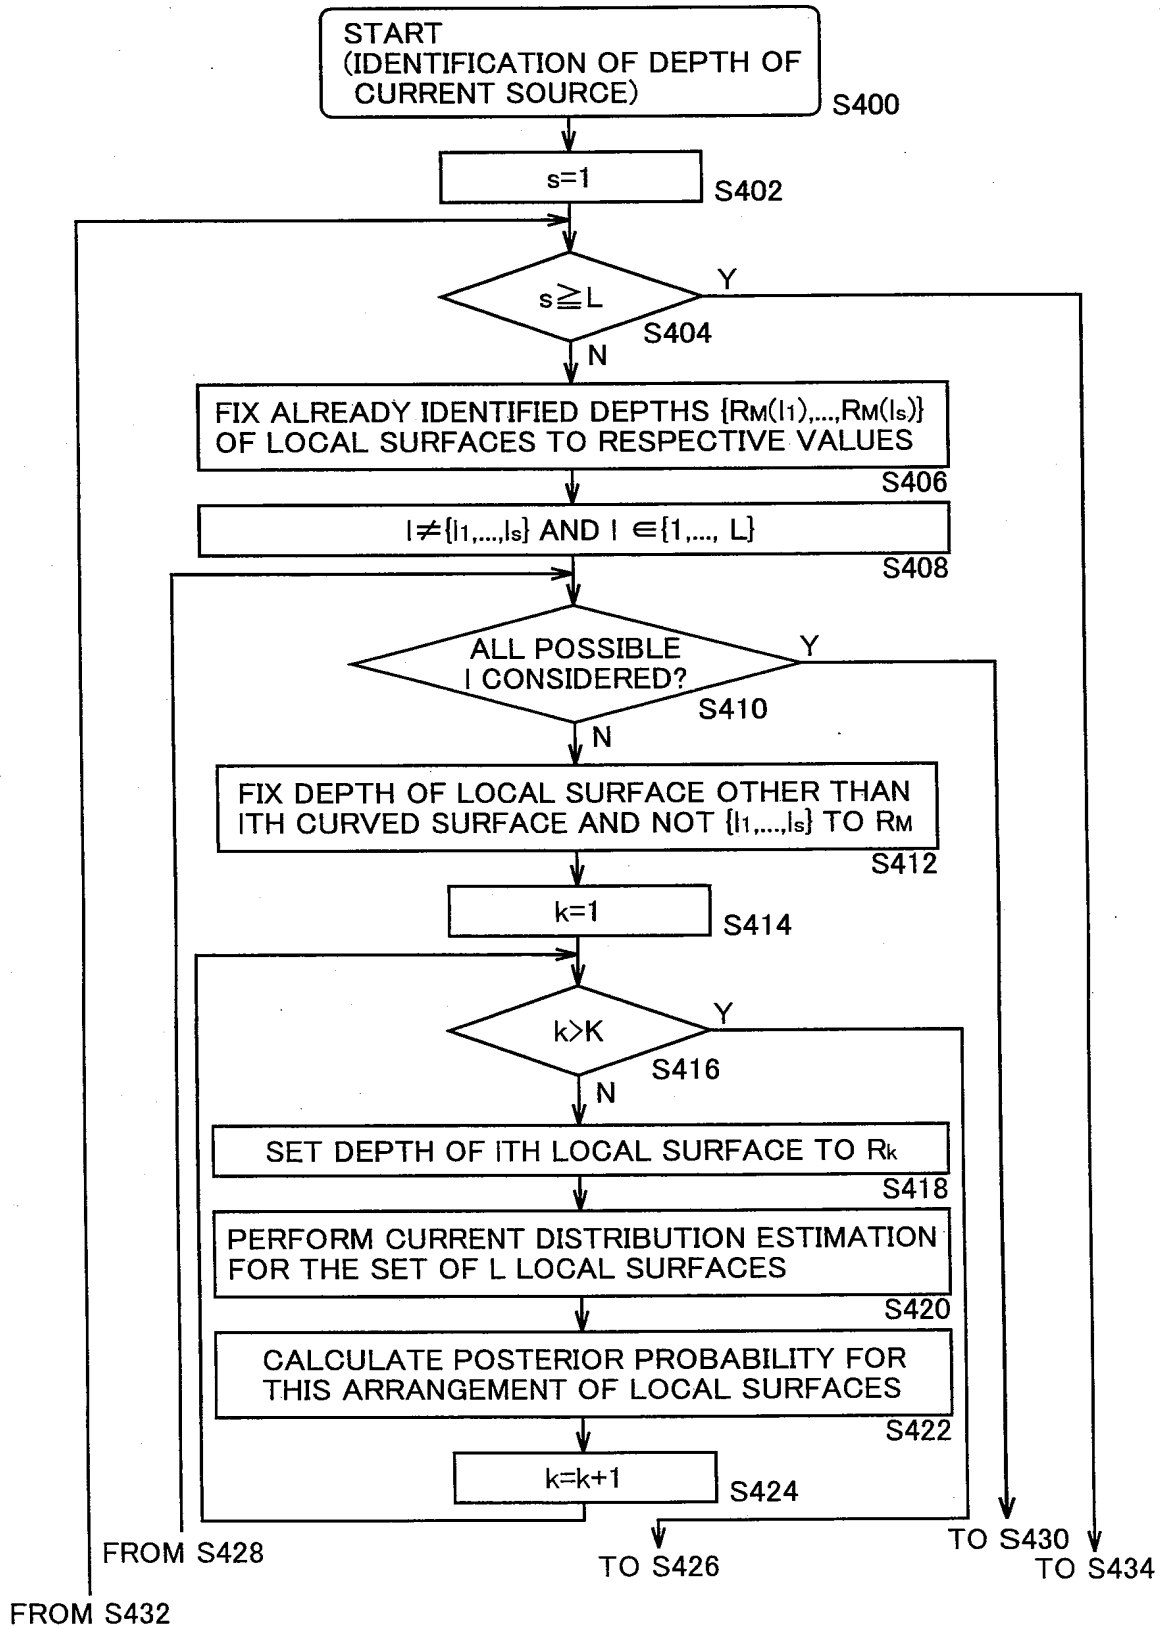 START
(IDENTIFICATION OF DEPTH OF
CURRENT SOURCE)
S400
s=1
S402
s≧L
Y
S404
N
FIX ALREADY IDENTIFIED DEPTHS {RM(l1),...,RM(ls)}
OF LOCAL SURFACES TO RESPECTIVE VALUES
S406
l≠{l1,...,ls} AND l ∈{1,..., L}
S408
ALL POSSIBLE
l CONSIDERED?
Y
S410
N
FIX DEPTH OF LOCAL SURFACE OTHER THAN
lTH CURVED SURFACE AND NOT {l1,...,ls} TO RM
S412
k=1
S414
k>K
Y
S416
N
SET DEPTH OF lTH LOCAL SURFACE TO Rk
S418
PERFORM CURRENT DISTRIBUTION ESTIMATION
FOR THE SET OF L LOCAL SURFACES
S420
CALCULATE POSTERIOR PROBABILITY FOR
THIS ARRANGEMENT OF LOCAL SURFACES
S422
k=k+1
S424
FROM S428
TO S426
TO S430
TO S434
FROM S432